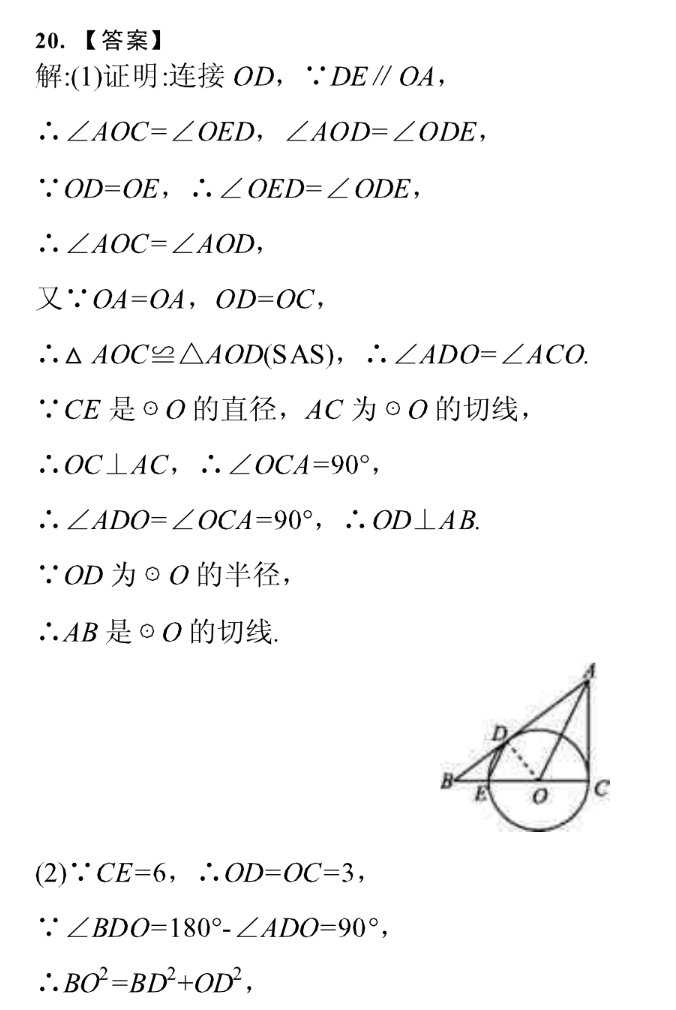 20. 【答案】
解:(1)证明:连接 OD，∵DE∥OA，
∴∠AOC=∠OED，∠AOD=∠ODE，
∵OD=OE，∴∠OED=∠ODE，
∴∠AOC=∠AOD，
又∵OA=OA，OD=OC，
∴△ AOC≌△AOD(SAS)，∴∠ADO=∠ACO.
∵CE 是⊙O 的直径，AC 为⊙O 的切线，
∴OC⊥AC，∴∠OCA=90°，
∴∠ADO=∠OCA=90°，∴OD⊥AB.
∵OD 为⊙O 的半径，
∴AB 是⊙O 的切线.
A
D
B
E
O
C
(2)∵CE=6，∴OD=OC=3，
∵∠BDO=180°-∠ADO=90°，
∴BO²=BD²+OD²，